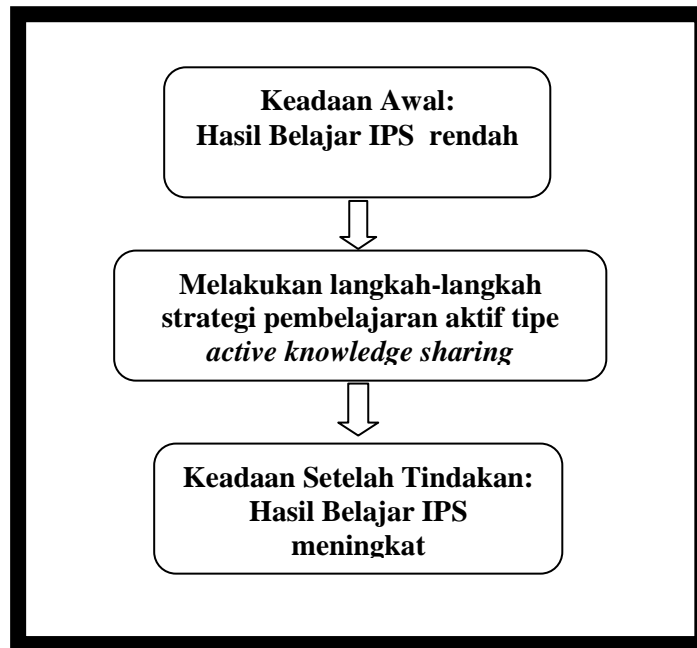 Keadaan Awal:
Hasil Belajar IPS rendah
Melakukan langkah-langkah
strategi pembelajaran aktif tipe
active knowledge sharing
Keadaan Setelah Tindakan:
Hasil Belajar IPS
meningkat